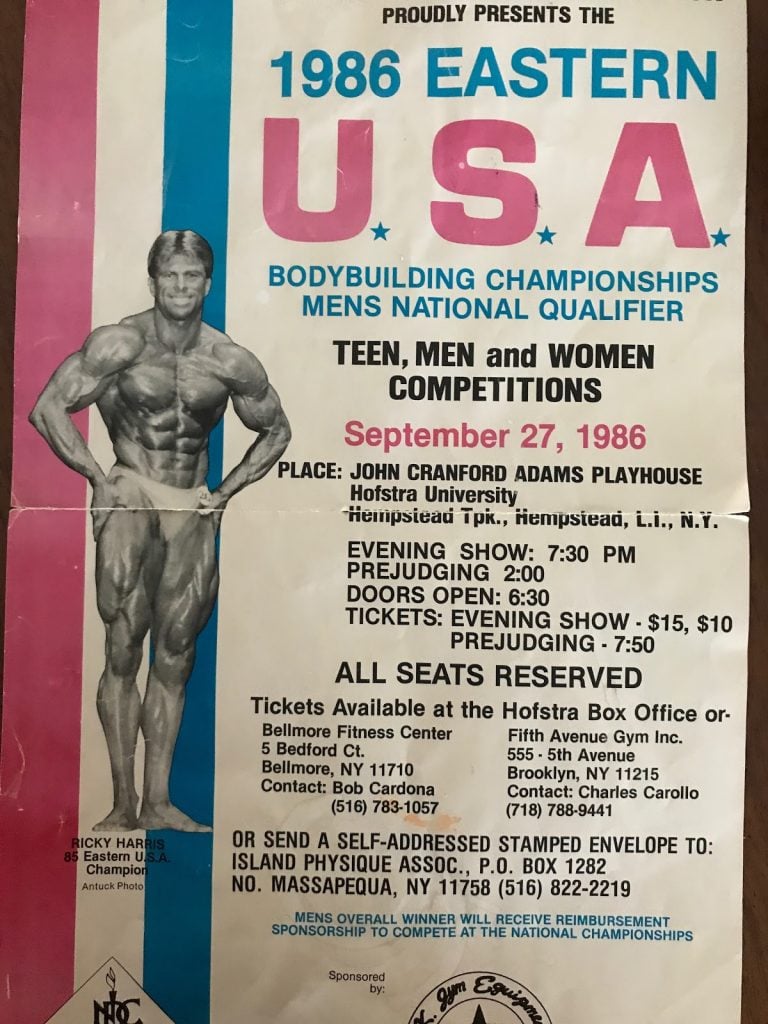 PROUDLY PRESENTS THE
1986 EASTERN
U.S.A.
BODYBUILDING CHAMPIONSHIPS
MENS NATIONAL QUALIFIER
TEEN, MEN and WOMEN
COMPETITIONS
September 27, 1986
PLACE: JOHN CRANFORD ADAMS PLAYHOUSE
Hofstra University
Hempstead Tpk., Hempstead, L.I., N.Y.
EVENING SHOW: 7:30 PM
PREJUDGING 2:00
DOORS OPEN: 6:30
TICKETS: EVENING SHOW - $15, $10
PREJUDGING - 7:50
ALL SEATS RESERVED
Tickets Available at the Hofstra Box Office or-
Bellmore Fitness Center
5 Bedford Ct.
Bellmore, NY 11710
Contact: Bob Cardona
(516) 783-1057
Fifth Avenue Gym Inc.
555 - 5th Avenue
Brooklyn, NY 11215
Contact: Charles Carollo
(718) 788-9441
RICKY HARRIS
85 Eastern U.S.A.
Champion
Antuck Photo
OR SEND A SELF-ADDRESSED STAMPED ENVELOPE TO:
ISLAND PHYSIQUE ASSOC., P.O. BOX 1282
NO. MASSAPEQUA, NY 11758 (516) 822-2219
MENS OVERALL WINNER WILL RECEIVE REIMBURSEMENT
SPONSORSHIP TO COMPETE AT THE NATIONAL CHAMPIONSHIPS
NPC
Sponsored
by:
Gym